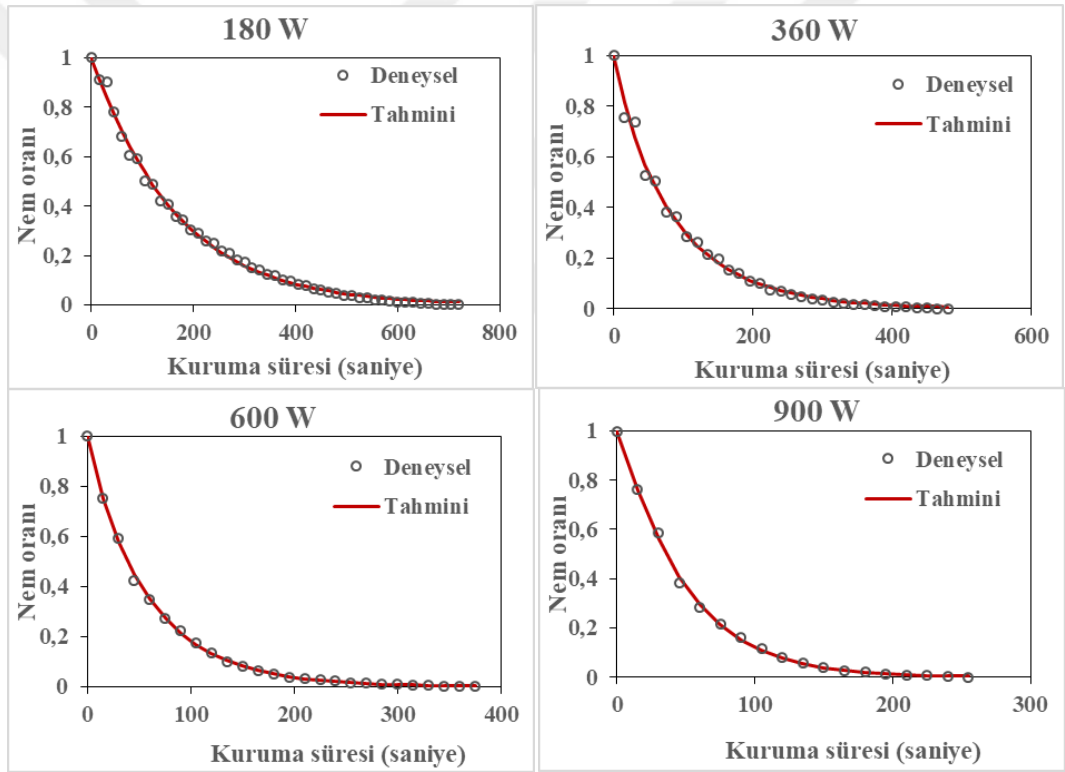 180 W
1
0,8
0,6
0,4
0,2
0
0
200
400
600
800
Nem oranı
Kuruma süresi (saniye)
Deneysel
Tahmini
360 W
1
0,8
0,6
0,4
0,2
0
0
200
400
600
Nem oranı
Kuruma süresi (saniye)
Deneysel
Tahmini
600 W
1
0,8
0,6
0,4
0,2
0
0
100
200
300
400
Nem oranı
Kuruma süresi (saniye)
Deneysel
Tahmini
900 W
1
0,8
0,6
0,4
0,2
0
0
100
200
300
Nem oranı
Kuruma süresi (saniye)
Deneysel
Tahmini